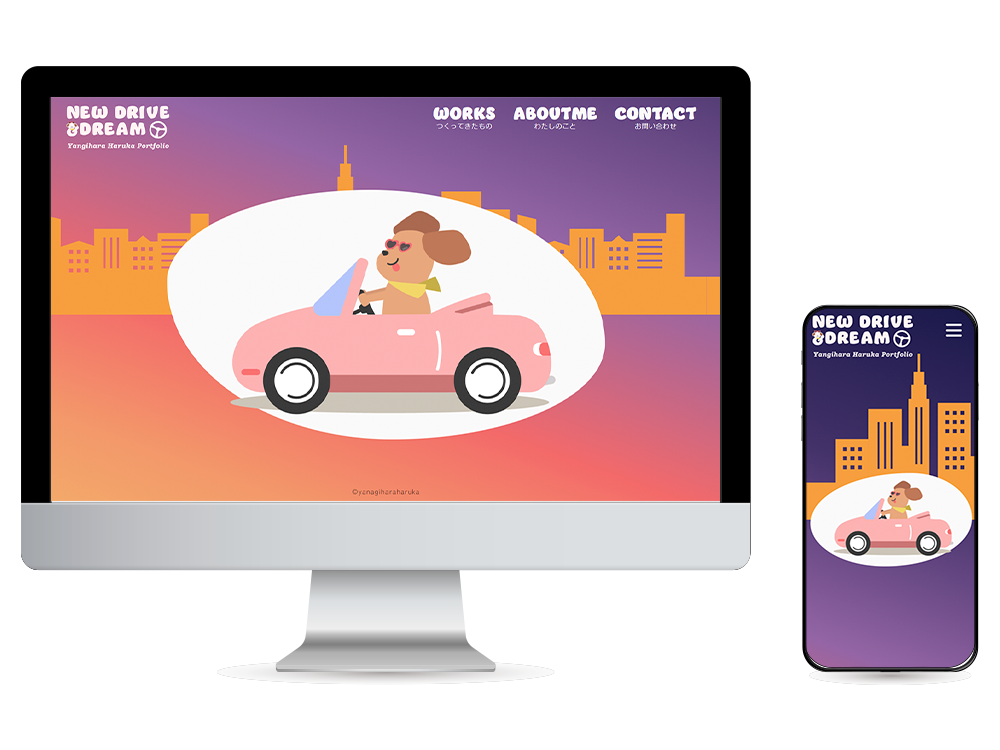 NEW DRIVE
&DREAM
Yangihara Haruka Portfolio
WORKS
つくってきたもの
ABOUTME
わたしのこと
CONTACT
お問い合わせ
©yanagiharaharuka
NEW DRIVE
&DREAM
Yangihara Haruka Portfolio